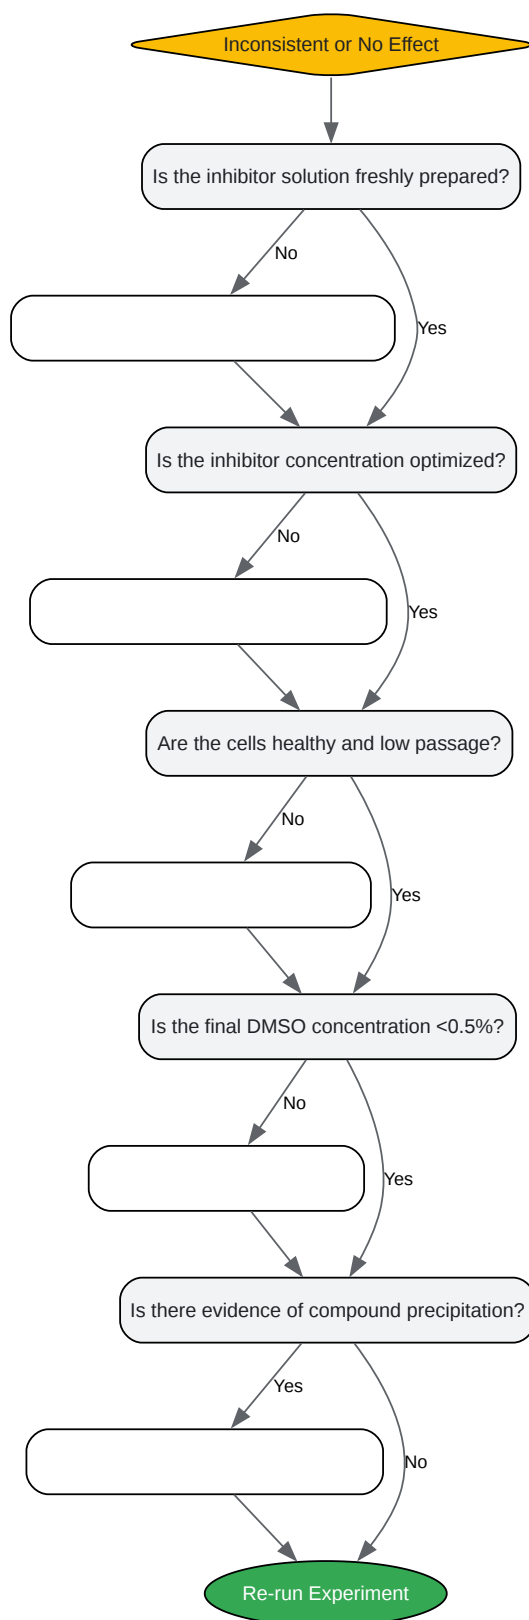 Inconsistent or No Effect
Is the inhibitor solution freshly prepared?
No
Yes
Is the inhibitor concentration optimized?
No
Yes
Are the cells healthy and low passage?
No
Yes
Is the final DMSO concentration <0.5%?
No
Yes
Is there evidence of compound precipitation?
Yes
No
Re-run Experiment